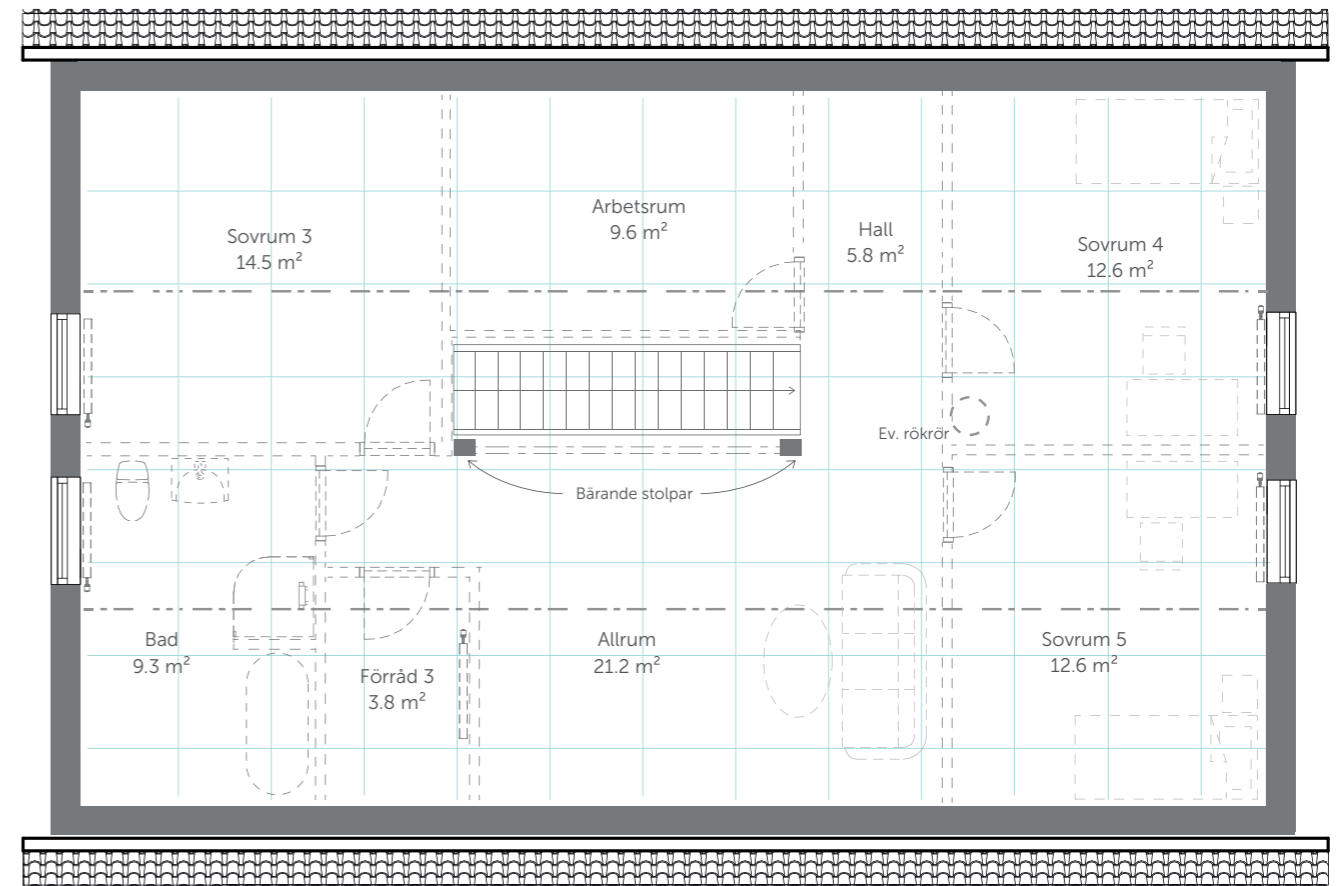 Arbetsrum
9.6 m²
Sovrum 3
14.5 m²
Hall
5.8 m²
Sovrum 4
12.6 m²
Ev. rökrör
Bärande stolpar
Bad
9.3 m²
Förråd 3
3.8 m²
Allrum
21.2 m²
Sovrum 5
12.6 m²